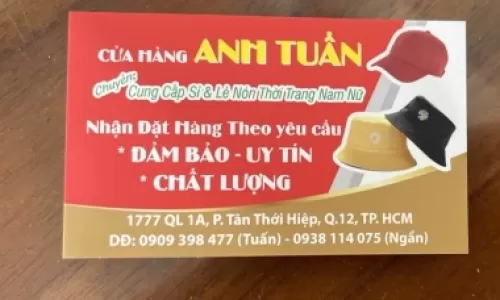 CỬA HÀNG ANH TUẤN
Chuyên: Cung Cấp Sỉ & Lẻ Nón Thời Trang Nam Nữ
Nhận Đặt Hàng Theo yêu cầu
* ĐẢM BẢO - UY TÍN
* CHẤT LƯỢNG
1777 QL 1A, P. Tân Thới Hiệp, Q.12, TP. HCM
DĐ: 0909 398 477 (Tuấn) - 0938 114 075 (Ngần)